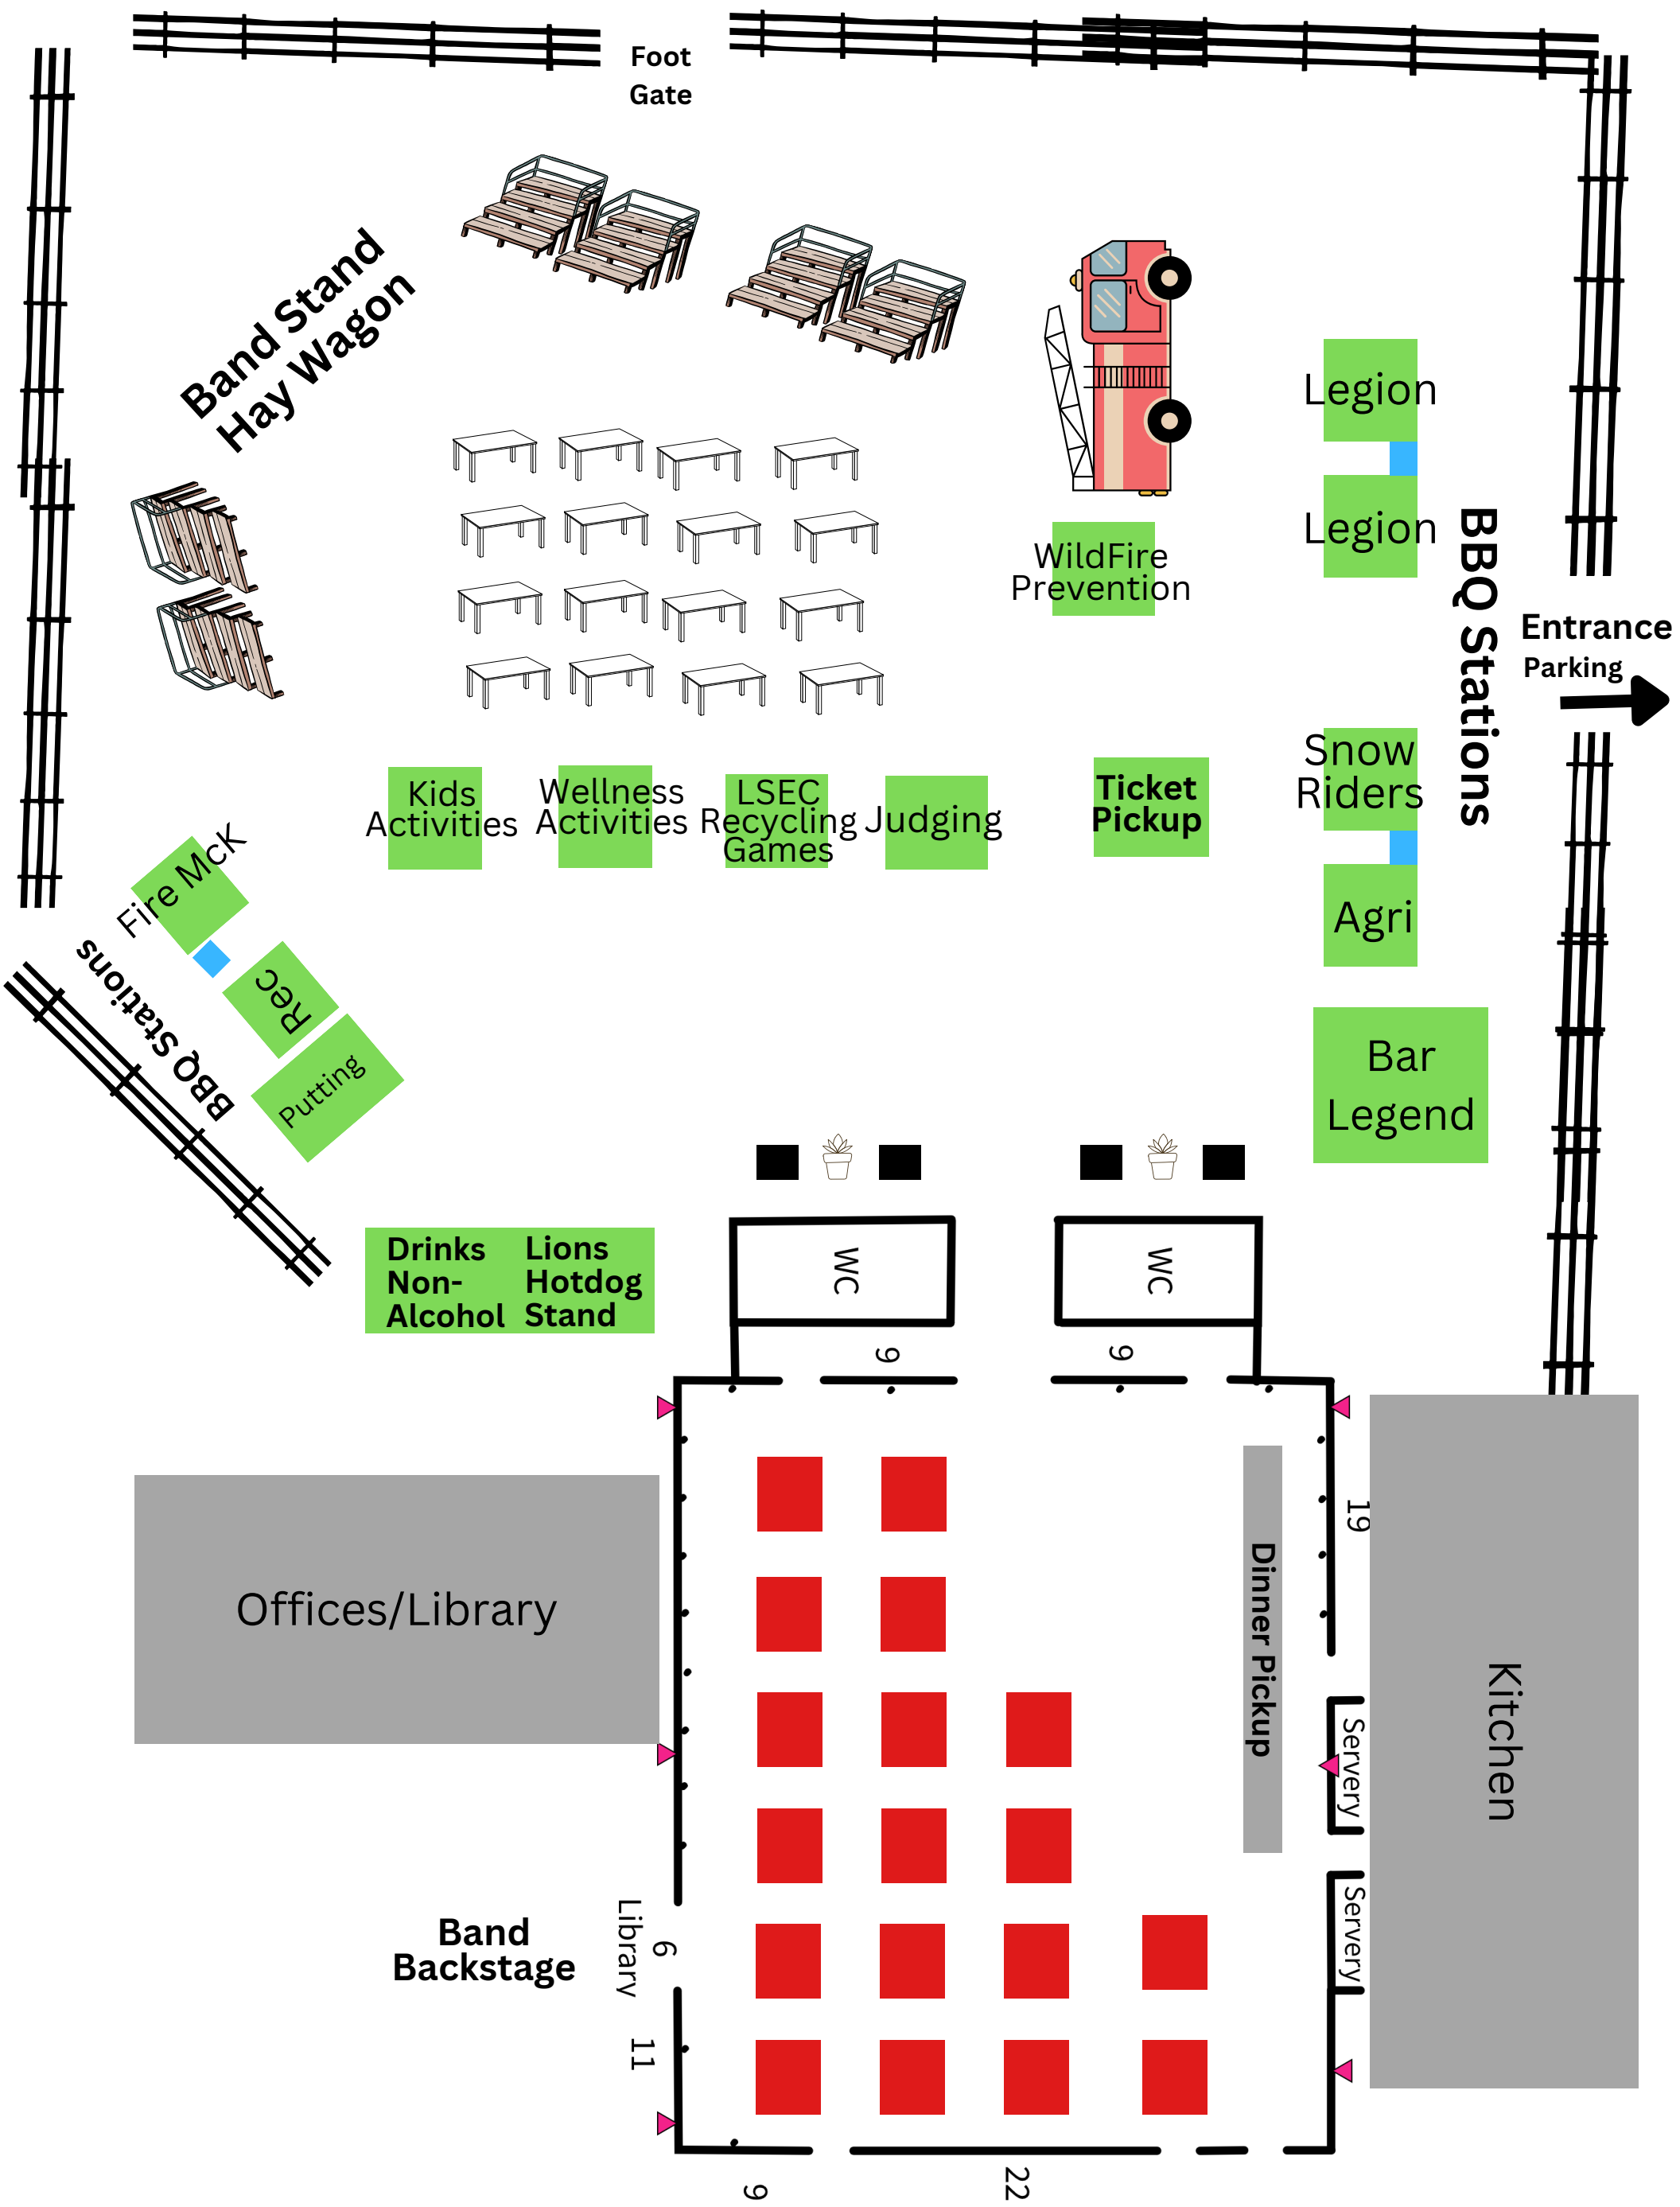 Foot
Gate
Band Stand
Hay Wagon
Legion
Legion
WildFire
Prevention
BBQ Stations
Entrance
Parking
Snow
Riders
Kids
Activities
Wellness
Activities
LSEC
Recycling
Games
Judging
Ticket
Pickup
Agri
Fire McK
Rec
Putting
BBQ Stations
Bar
Legend
Drinks
Non-
Alcohol
Lions
Hotdog
Stand
WC
WC
9
9
19
Offices/Library
Dinner Pickup
Kitchen
Servery
Servery
Band
Backstage
Library
6
11
9
22